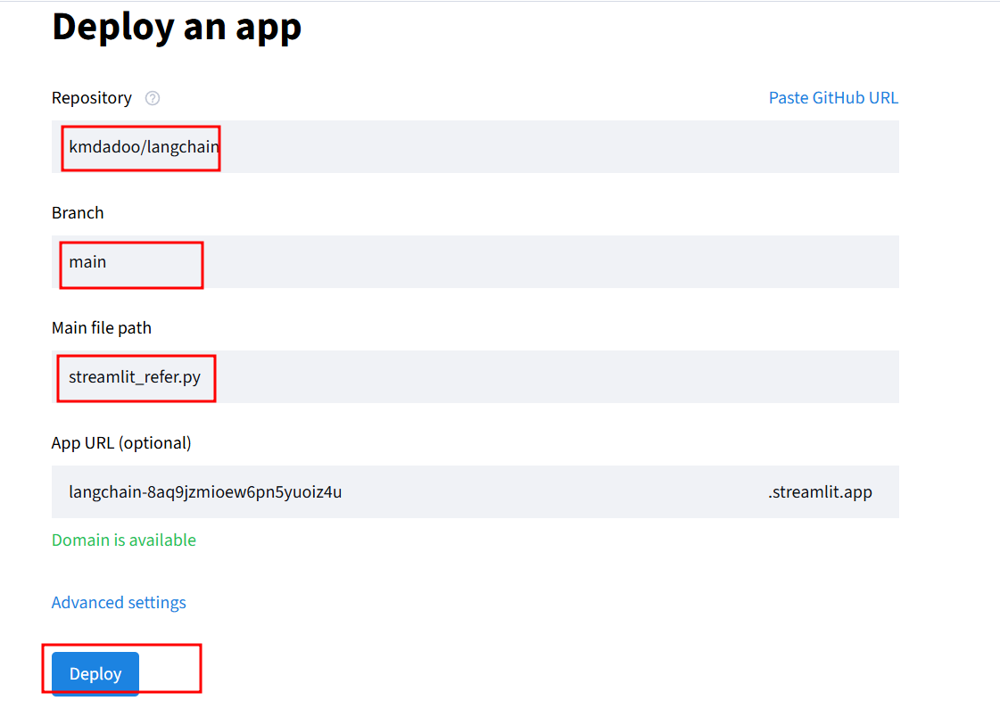 Deploy an app
Repository
Paste GitHub URL
kmdadoo/langchain
Branch
main
Main file path
streamlit_refer.py
App URL (optional)
langchain-8aq9jzmioew6pn5yuoiz4u .streamlit.app
Domain is available
Advanced settings
Deploy